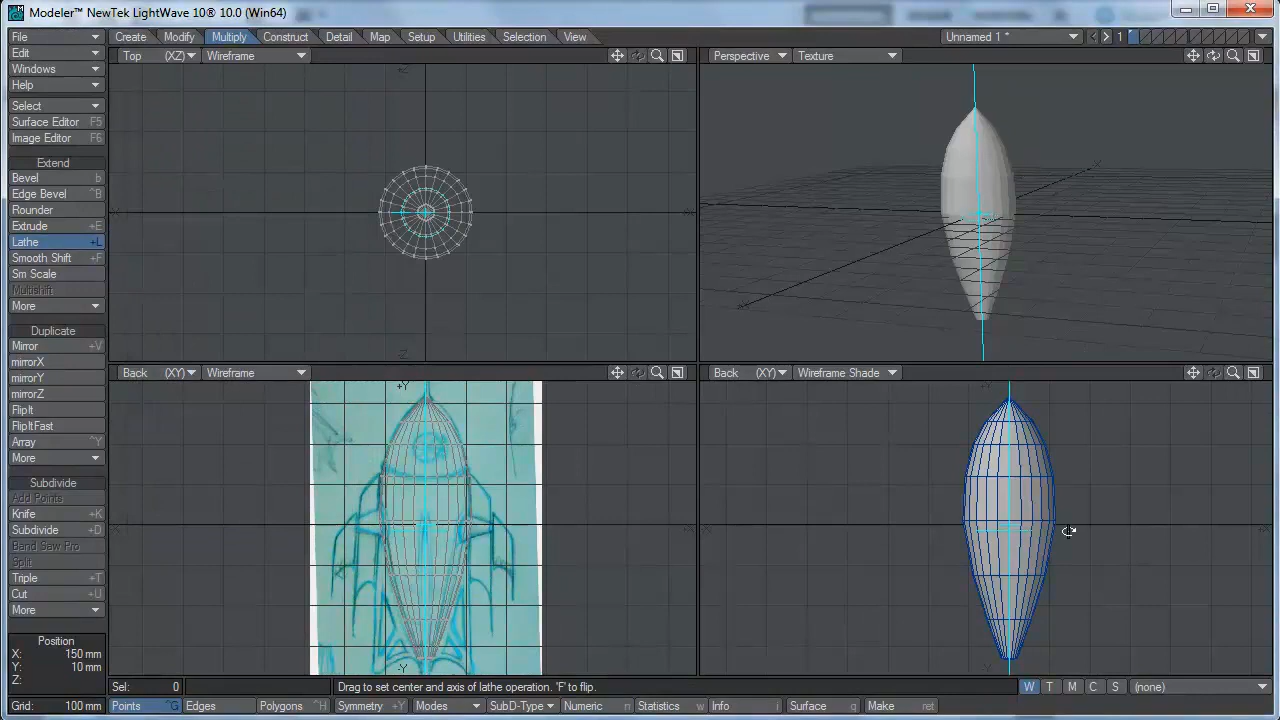 Modeler™ NewTek LightWave 10® 10.0 (Win64)
File
Create Modify Multiply Construct Detail Map Setup Utilities Selection View
Unnamed 1 * 1
Edit
Windows
Help
Select
Surface Editor F5
Image Editor F6
Extend
Bevel b
Edge Bevel ^B
Rounder
Extrude +E
Lathe +L
Smooth Shift +F
Sm Scale
Multishift
More
Duplicate
Mirror +V
mirrorX
mirrorY
mirrorZ
FlipIt
FlipItFast
Array ^Y
More
Subdivide
Add Points
Knife +K
Subdivide +D
Band Saw Pro
Split
Triple +T
Cut +U
More
Position
X: 150 mm
Y: 10 mm
Z:
Grid: 100 mm
Top (XZ) Wireframe
Perspective Texture
Back (XY) Wireframe
+Y
-Y
Back (XY) Wireframe Shade
Sel: 0
Drag to set center and axis of lathe operation. 'F' to flip.
W T M C S (none)
Points ^G Edges Polygons ^H Symmetry +Y Modes SubD-Type Numeric n Statistics w Info i Surface q Make ret